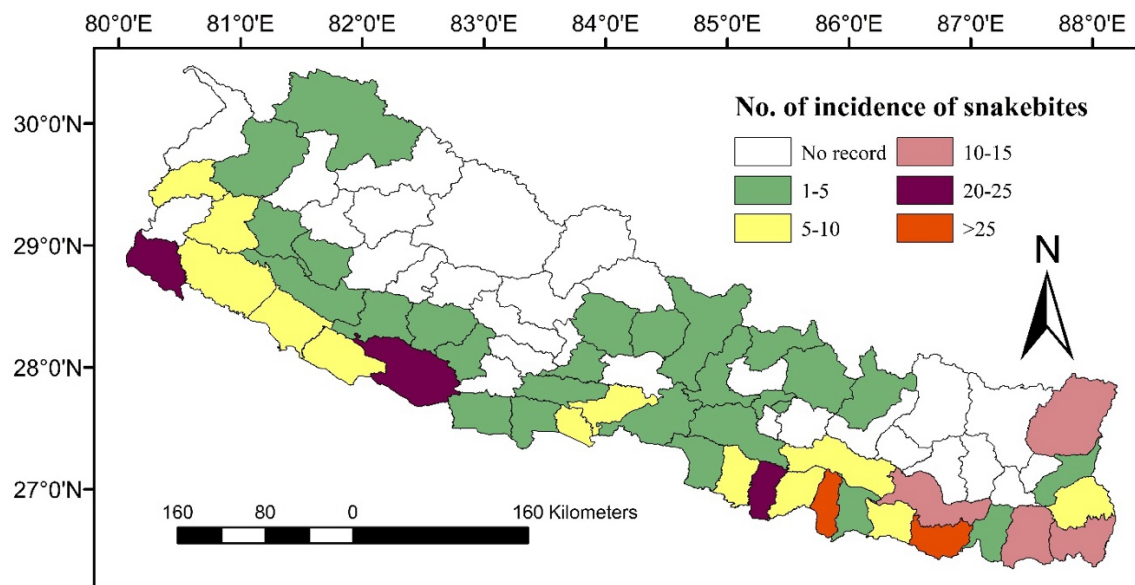 80°0'E 81°0'E 82°0'E 83°0'E 84°0'E 85°0'E 86°0'E 87°0'E 88°0'E
30°0'N
29°0'N
28°0'N
27°0'N
No. of incidence of snakebites
No record 10-15
1-5 20-25
5-10 >25
N
160 80 0 160 Kilometers